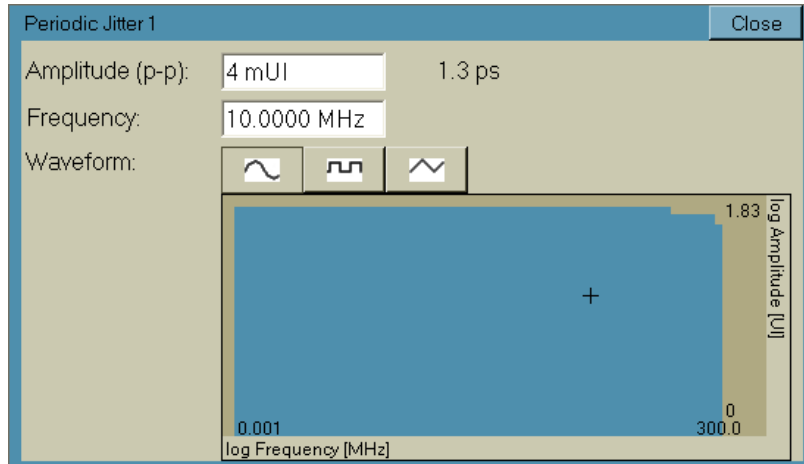 Periodic Jitter 1 Close
Amplitude (p-p): 4 mUI 1.3 ps
Frequency: 10.0000 MHz
Waveform:
1.83
log Amplitude [UI]
0
0.001 300.0
log Frequency [MHz]